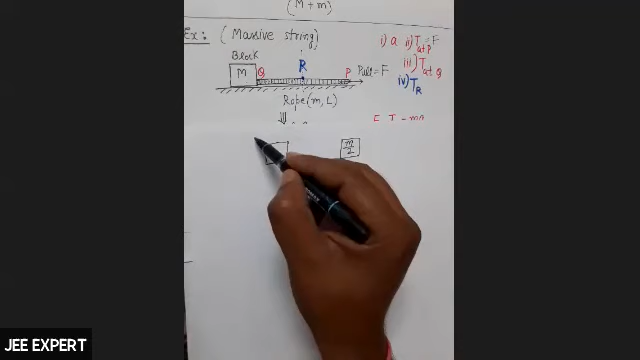 (M + m)
Ex: (Massive string)
i) a ii) T at P = F
Block
M Q R P Pull = F
iii) T at Q
iv) T R
Rope (m, L)
m/2
JEE EXPERT